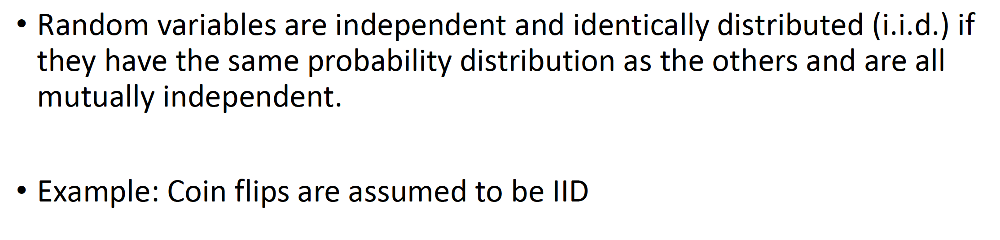 • Random variables are independent and identically distributed (i.i.d.) if
they have the same probability distribution as the others and are all
mutually independent.
• Example: Coin flips are assumed to be IID